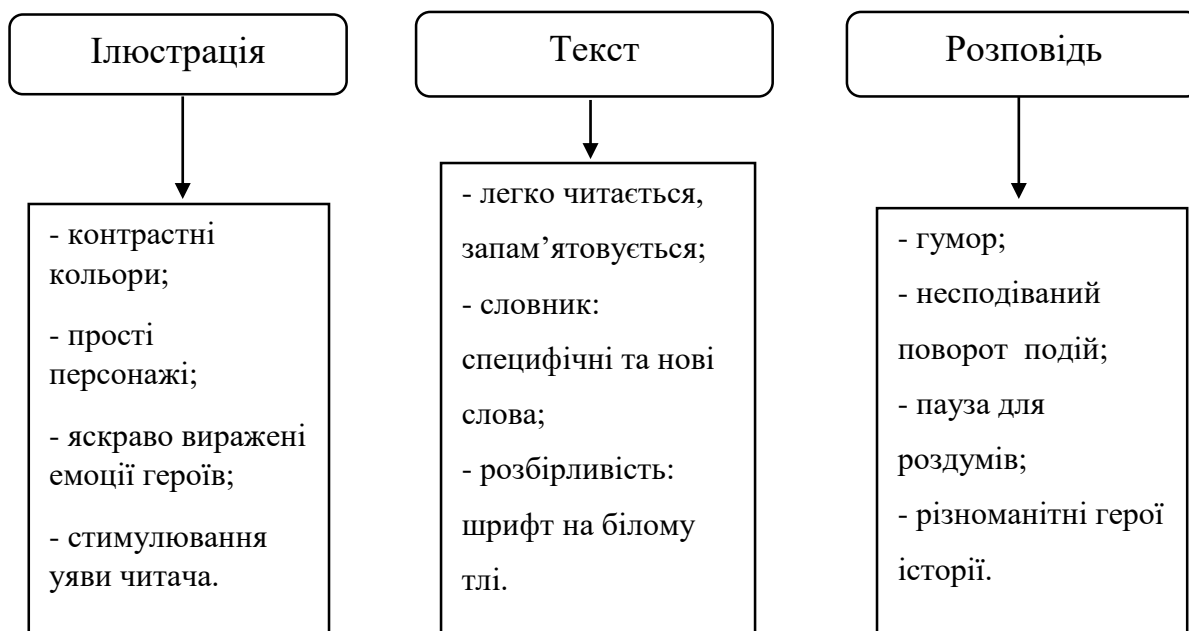 Ілюстрація
- контрастні
кольори;
- прості
персонажі;
- яскраво виражені
емоції героїв;
- стимулювання
уяви читача.
Текст
- легко читається,
запам’ятовується;
- словник:
специфічні та нові
слова;
- розбірливість:
шрифт на білому
тлі.
Розповідь
- гумор;
- несподіваний
поворот подій;
- пауза для
роздумів;
- різноманітні герої
історії.